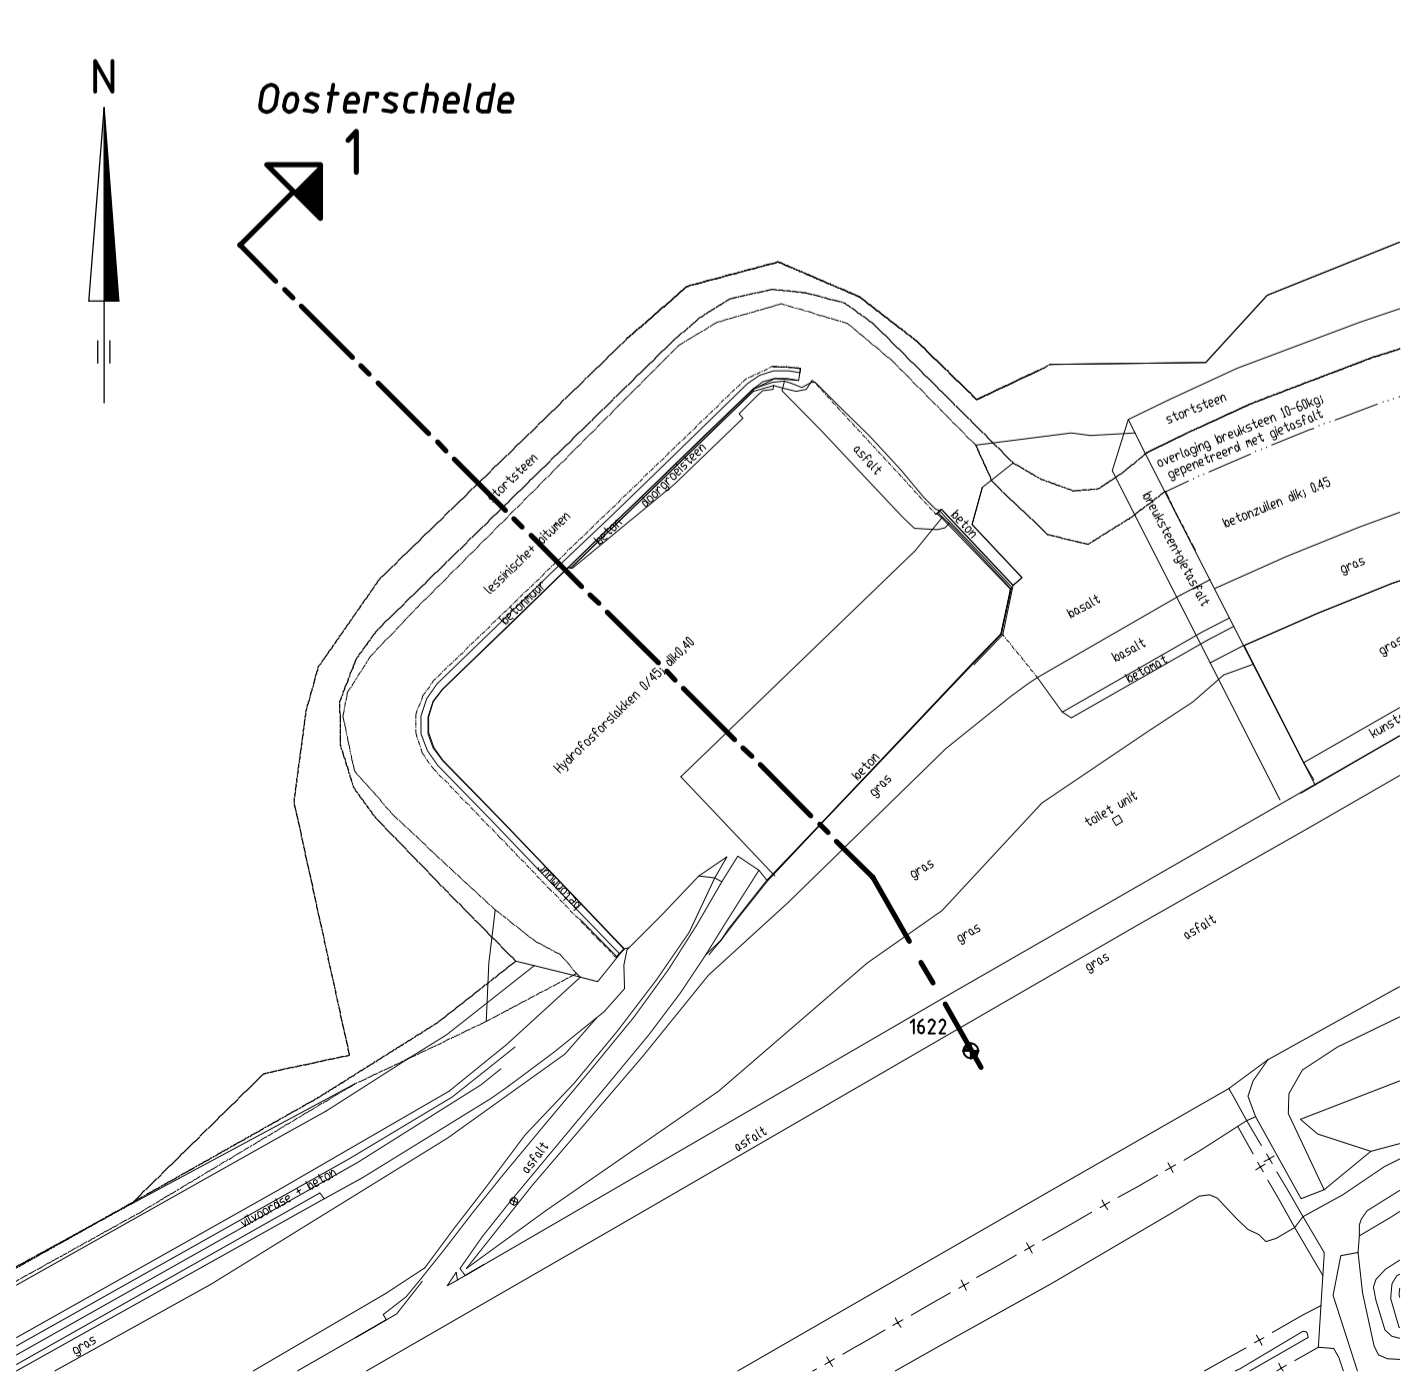 N
Oosterschelde
1
stortsteen
stortsteen
overlaging breuksteen 10-60kg;
gepenetreerd met gietasfalt
betonzuilen dik; 0.45
breuksteen+gietasfalt
asfalt
doorgroeisteen
beton
beton
lessinische+ bitumen
betonmuur
gras
basalt
basalt
betomat
gras
Hydrofosforslakken 0/45; dik0.40
beton
gras
toilet unit
betonmuur
gras
gras
gras
asfalt
1622
asfalt
asfalt
vilvoordse + beton
gras